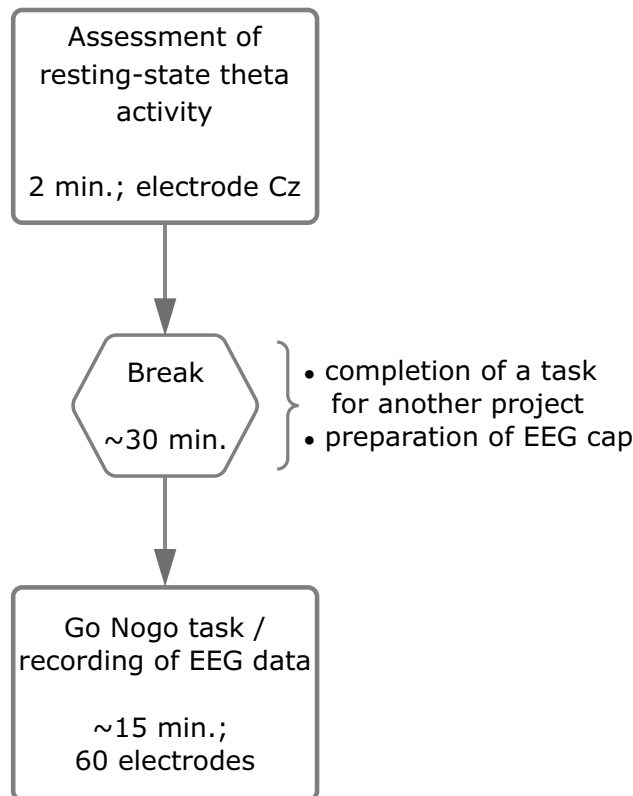 Assessment of
resting-state theta
activity
2 min.; electrode Cz
Break
~30 min.
• completion of a task
for another project
• preparation of EEG cap
Go Nogo task /
recording of EEG data
~15 min.;
60 electrodes